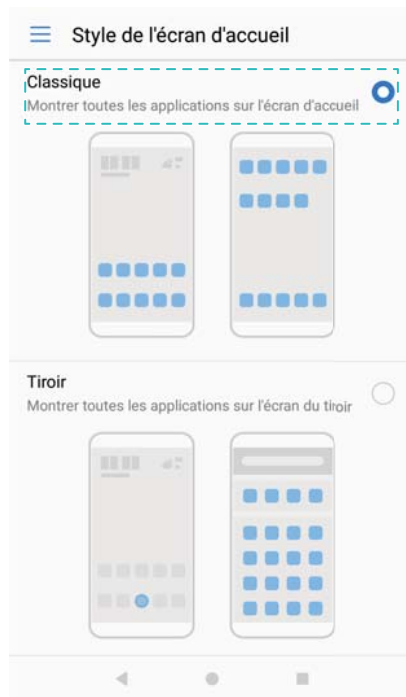 Style de l'écran d'accueil
Classique
Montrer toutes les applications sur l'écran d'accueil
Tiroir
Montrer toutes les applications sur l'écran du tiroir